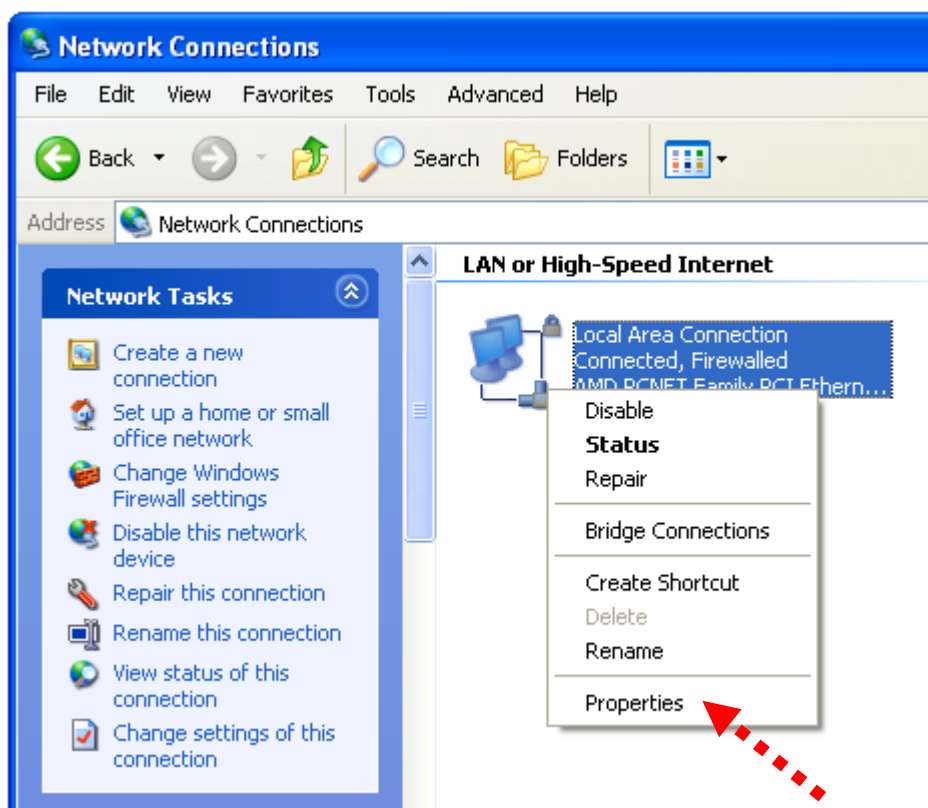 Network Connections
File Edit View Favorites Tools Advanced Help
Back Search Folders
Address Network Connections
Network Tasks
Create a new
connection
Set up a home or small
office network
Change Windows
Firewall settings
Disable this network
device
Repair this connection
Rename this connection
View status of this
connection
Change settings of this
connection
LAN or High-Speed Internet
Local Area Connection
Connected, Firewalled
AMD PCNET Family PCI Ethern...
Disable
Status
Repair
Bridge Connections
Create Shortcut
Delete
Rename
Properties